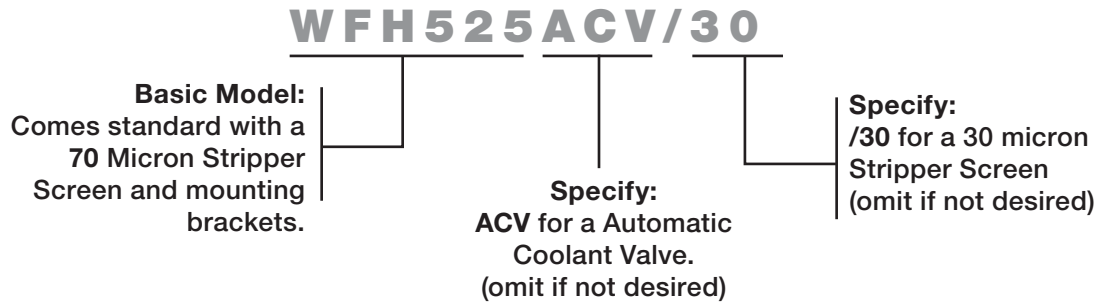 WFH525ACV/30
Basic Model:
Comes standard with a
70 Micron Stripper
Screen and mounting
brackets.
Specify:
ACV for a Automatic
Coolant Valve.
(omit if not desired)
Specify:
/30 for a 30 micron
Stripper Screen
(omit if not desired)